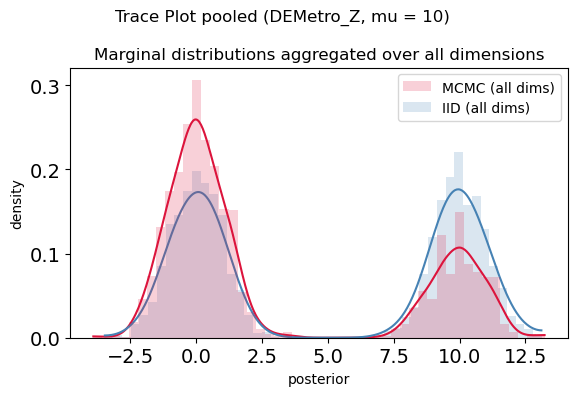 Trace Plot pooled (DEMetro_Z, mu = 10)
Marginal distributions aggregated over all dimensions
MCMC (all dims)
IID (all dims)
density
0.3
0.2
0.1
0.0
−2.5 0.0 2.5 5.0 7.5 10.0 12.5
posterior